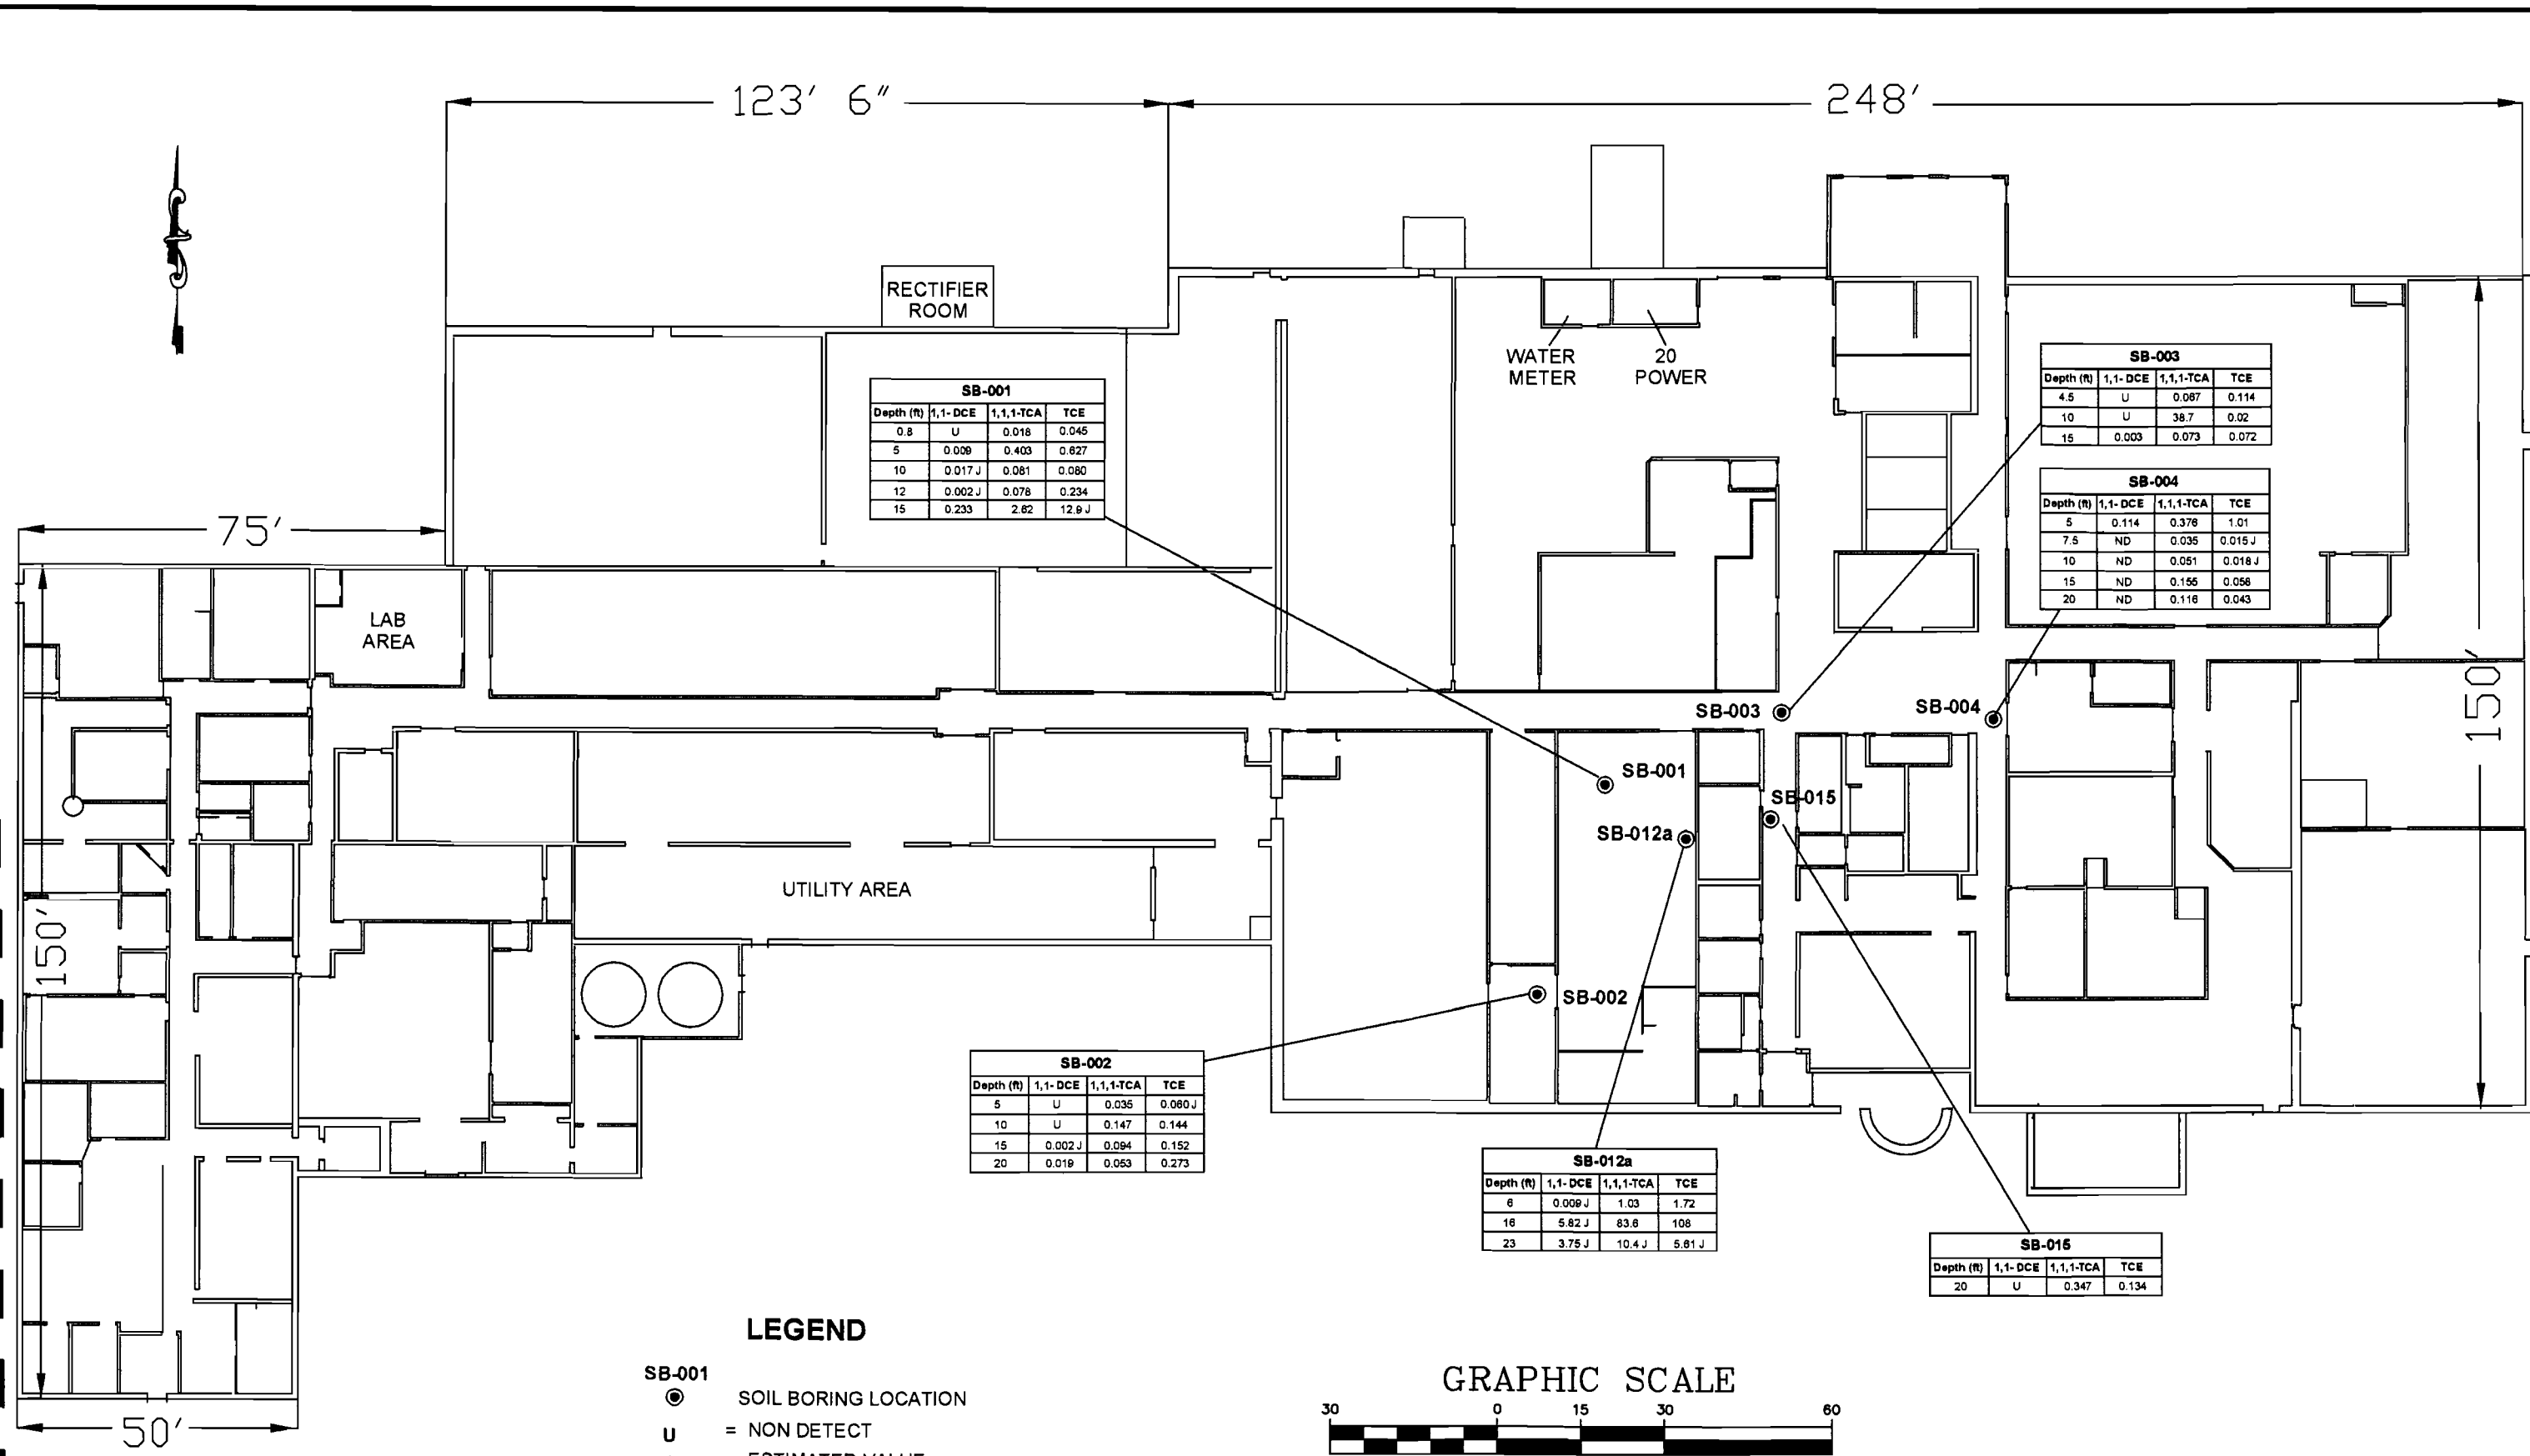 123' 6"
248'
RECTIFIER
ROOM
WATER
METER
20
POWER
SB-003
Depth (ft) 1,1- DCE 1,1,1-TCA TCE
4.5 U 0.067 0.114
10 U 38.7 0.02
15 0.003 0.073 0.072
SB-001
Depth (ft) 1,1- DCE 1,1,1-TCA TCE
0.8 U 0.018 0.045
5 0.009 0.403 0.627
10 0.017 J 0.081 0.080
12 0.002 J 0.078 0.234
15 0.233 2.62 12.9 J
SB-004
Depth (ft) 1,1- DCE 1,1,1-TCA TCE
5 0.114 0.376 1.01
7.5 ND 0.035 0.015 J
10 ND 0.051 0.018 J
15 ND 0.155 0.058
20 ND 0.116 0.043
75'
LAB
AREA
150'
SB-003
SB-004
SB-001
SB-015
SB-012a
UTILITY AREA
150'
SB-002
SB-002
Depth (ft) 1,1- DCE 1,1,1-TCA TCE
5 U 0.035 0.060 J
10 U 0.147 0.144
15 0.002 J 0.094 0.152
20 0.019 0.053 0.273
SB-012a
Depth (ft) 1,1- DCE 1,1,1-TCA TCE
6 0.009 J 1.03 1.72
16 5.82 J 83.6 108
23 3.75 J 10.4 J 5.61 J
SB-015
Depth (ft) 1,1- DCE 1,1,1-TCA TCE
20 U 0.347 0.134
LEGEND
SB-001
SOIL BORING LOCATION
U = NON DETECT
ESTIMATED VALUE
50'
GRAPHIC SCALE
30 0 15 30 60